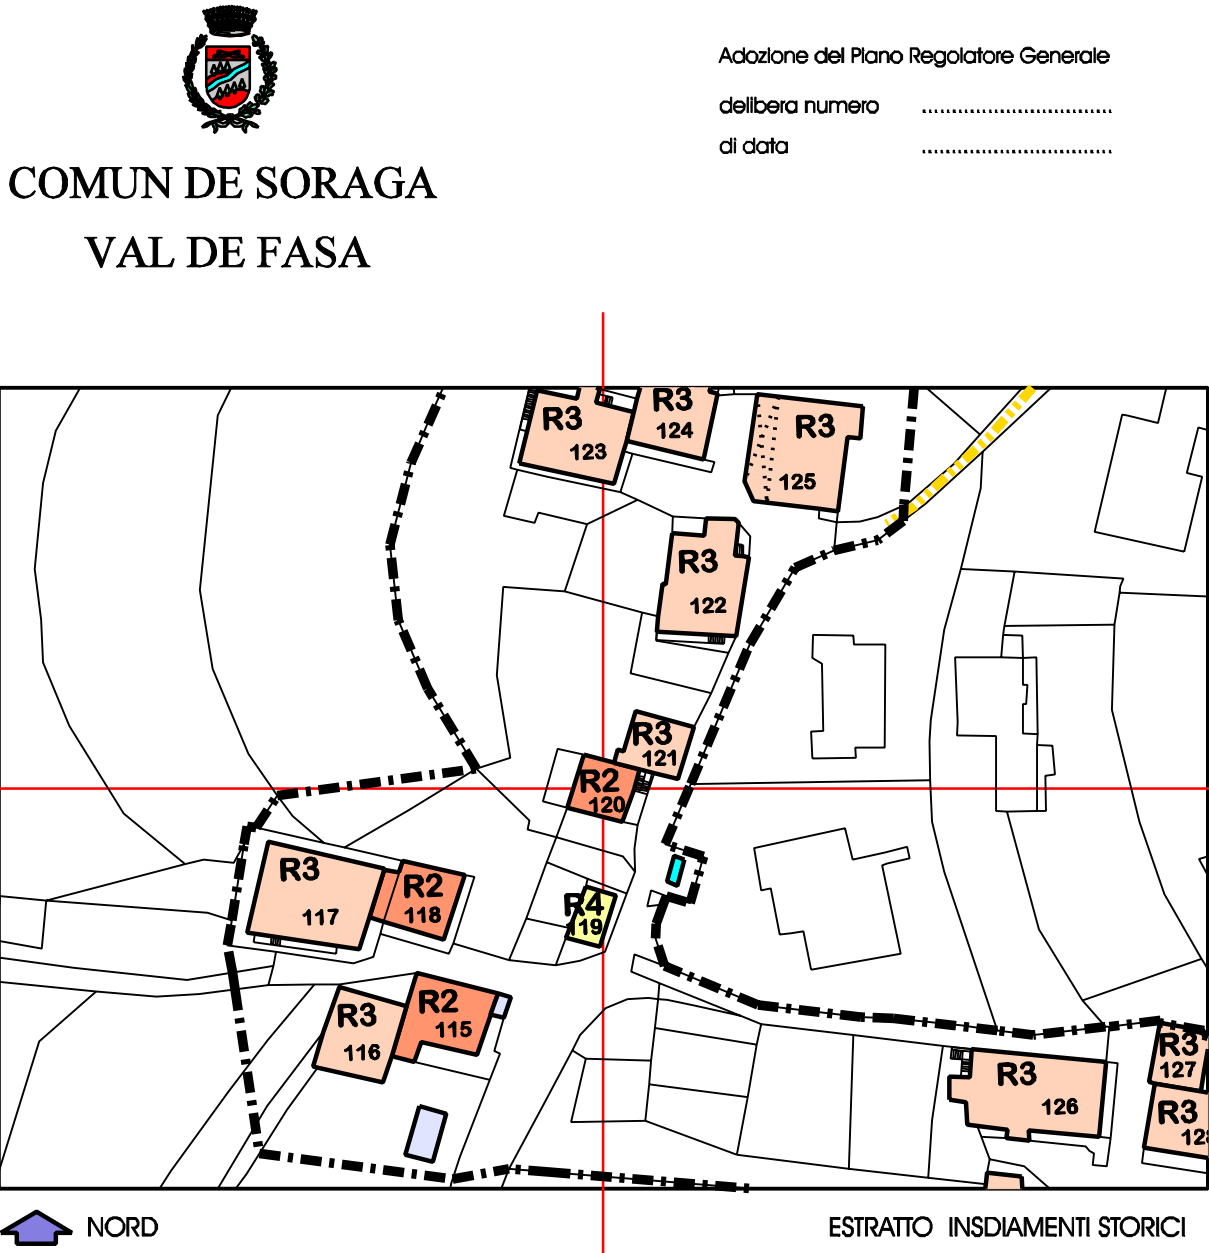 Adozione del Piano Regolatore Generale
delibera numero ................................
di data ................................
COMUN DE SORAGA
VAL DE FASA
R3
123
R3
124
R3
125
R3
122
R3
121
R2
120
R3
117
R2
118
R4
119
R3
116
R2
115
R3
126
R3
127
R3
128
NORD
ESTRATTO INSDIAMENTI STORICI